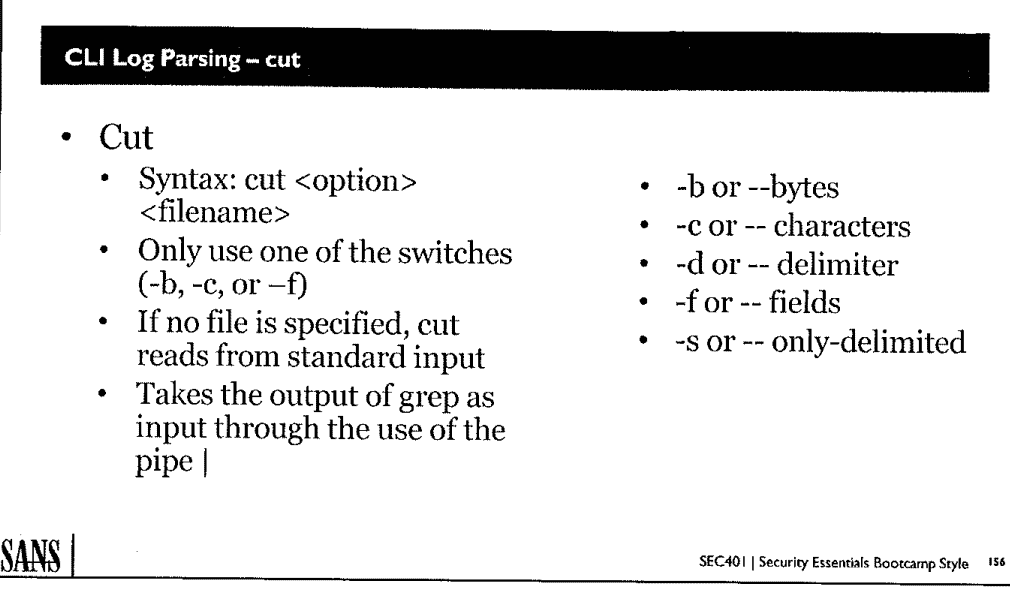 CLI Log Parsing – cut
• Cut
• Syntax: cut <option>
<filename>
• Only use one of the switches
(-b, -c, or –f)
• If no file is specified, cut
reads from standard input
• Takes the output of grep as
input through the use of the
pipe |
• -b or --bytes
• -c or -- characters
• -d or -- delimiter
• -f or -- fields
• -s or -- only-delimited
SANS
SEC401 | Security Essentials Bootcamp Style 156